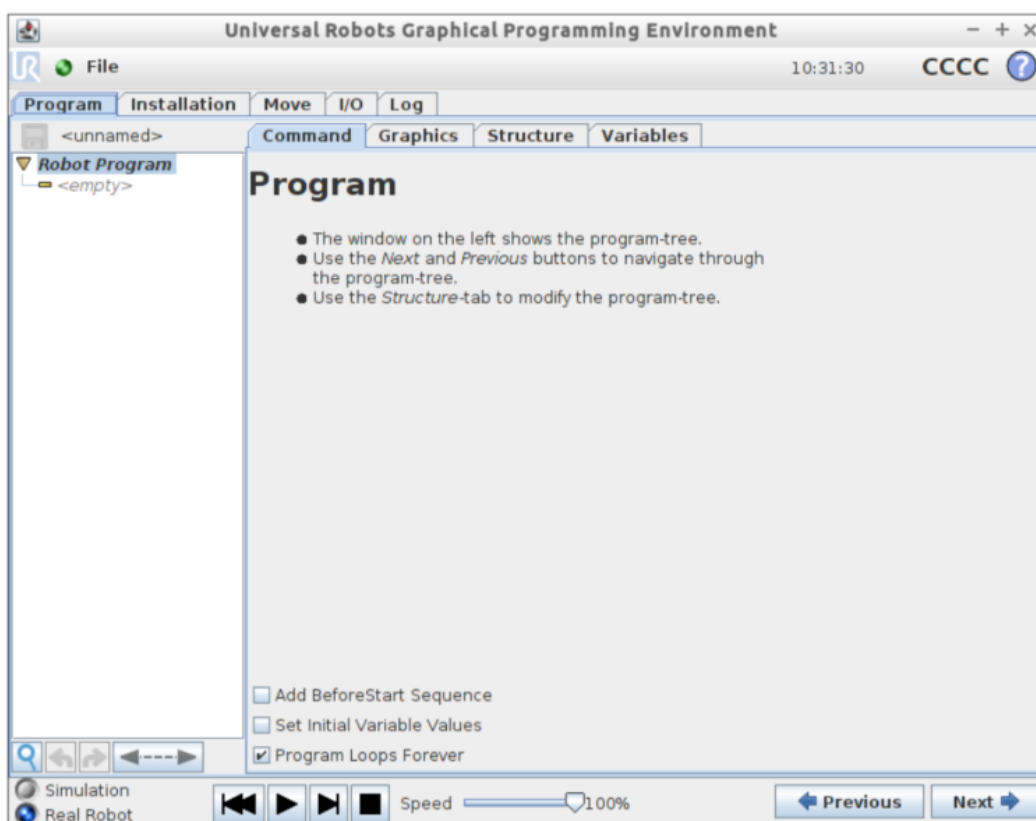 Universal Robots Graphical Programming Environment
UR File 10:31:30 CCCC ?
Program Installation Move I/O Log
<unnamed> Command Graphics Structure Variables
Robot Program
<empty>
Program
The window on the left shows the program-tree.
Use the Next and Previous buttons to navigate through
the program-tree.
Use the Structure-tab to modify the program-tree.
Add BeforeStart Sequence
Set Initial Variable Values
Program Loops Forever
Simulation
Real Robot
Speed 100% Previous Next